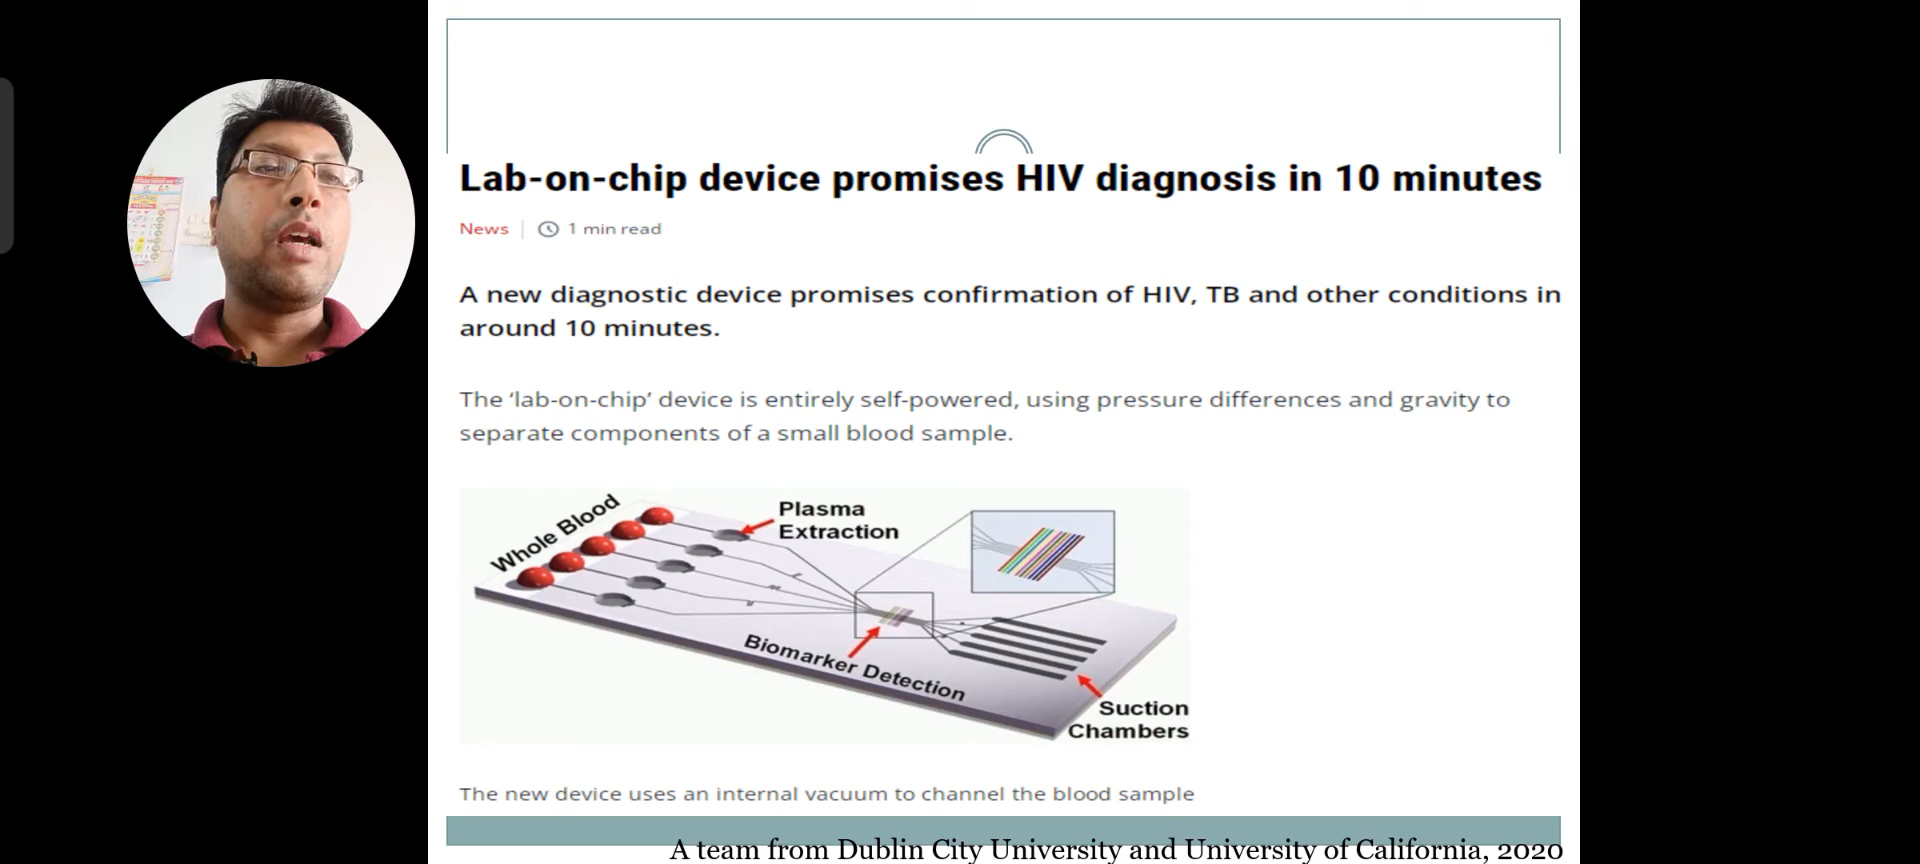 Lab-on-chip device promises HIV diagnosis in 10 minutes
News
1 min read
A new diagnostic device promises confirmation of HIV, TB and other conditions in
around 10 minutes.
The ‘lab-on-chip’ device is entirely self-powered, using pressure differences and gravity to
separate components of a small blood sample.
Whole Blood
Plasma
Extraction
Biomarker Detection
Suction
Chambers
The new device uses an internal vacuum to channel the blood sample
A team from Dublin City University and University of California, 2020